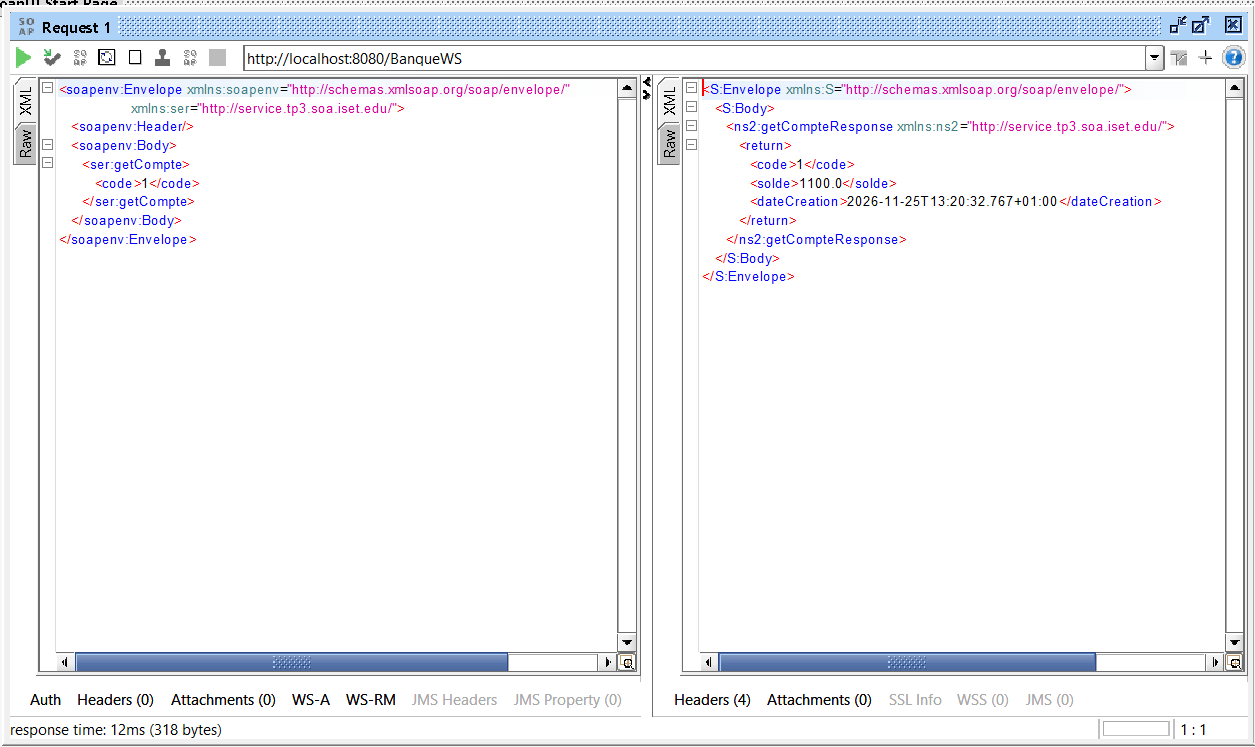 SoapUI Start Page
SO
AP Request 1
http://localhost:8080/BanqueWS
XML
Raw
<soapenv:Envelope xmlns:soapenv="http://schemas.xmlsoap.org/soap/envelope/"
xmlns:ser="http://service.tp3.soa.iset.edu/">
<soapenv:Header/>
<soapenv:Body>
<ser:getCompte>
<code>1</code>
</ser:getCompte>
</soapenv:Body>
</soapenv:Envelope>
XML
Raw
<S:Envelope xmlns:S="http://schemas.xmlsoap.org/soap/envelope/">
<S:Body>
<ns2:getCompteResponse xmlns:ns2="http://service.tp3.soa.iset.edu/">
<return>
<code>1</code>
<solde>1100.0</solde>
<dateCreation>2026-11-25T13:20:32.767+01:00</dateCreation>
</return>
</ns2:getCompteResponse>
</S:Body>
</S:Envelope>
Auth Headers (0) Attachments (0) WS-A WS-RM JMS Headers JMS Property (0)
Headers (4) Attachments (0) SSL Info WSS (0) JMS (0)
response time: 12ms (318 bytes)
1 : 1